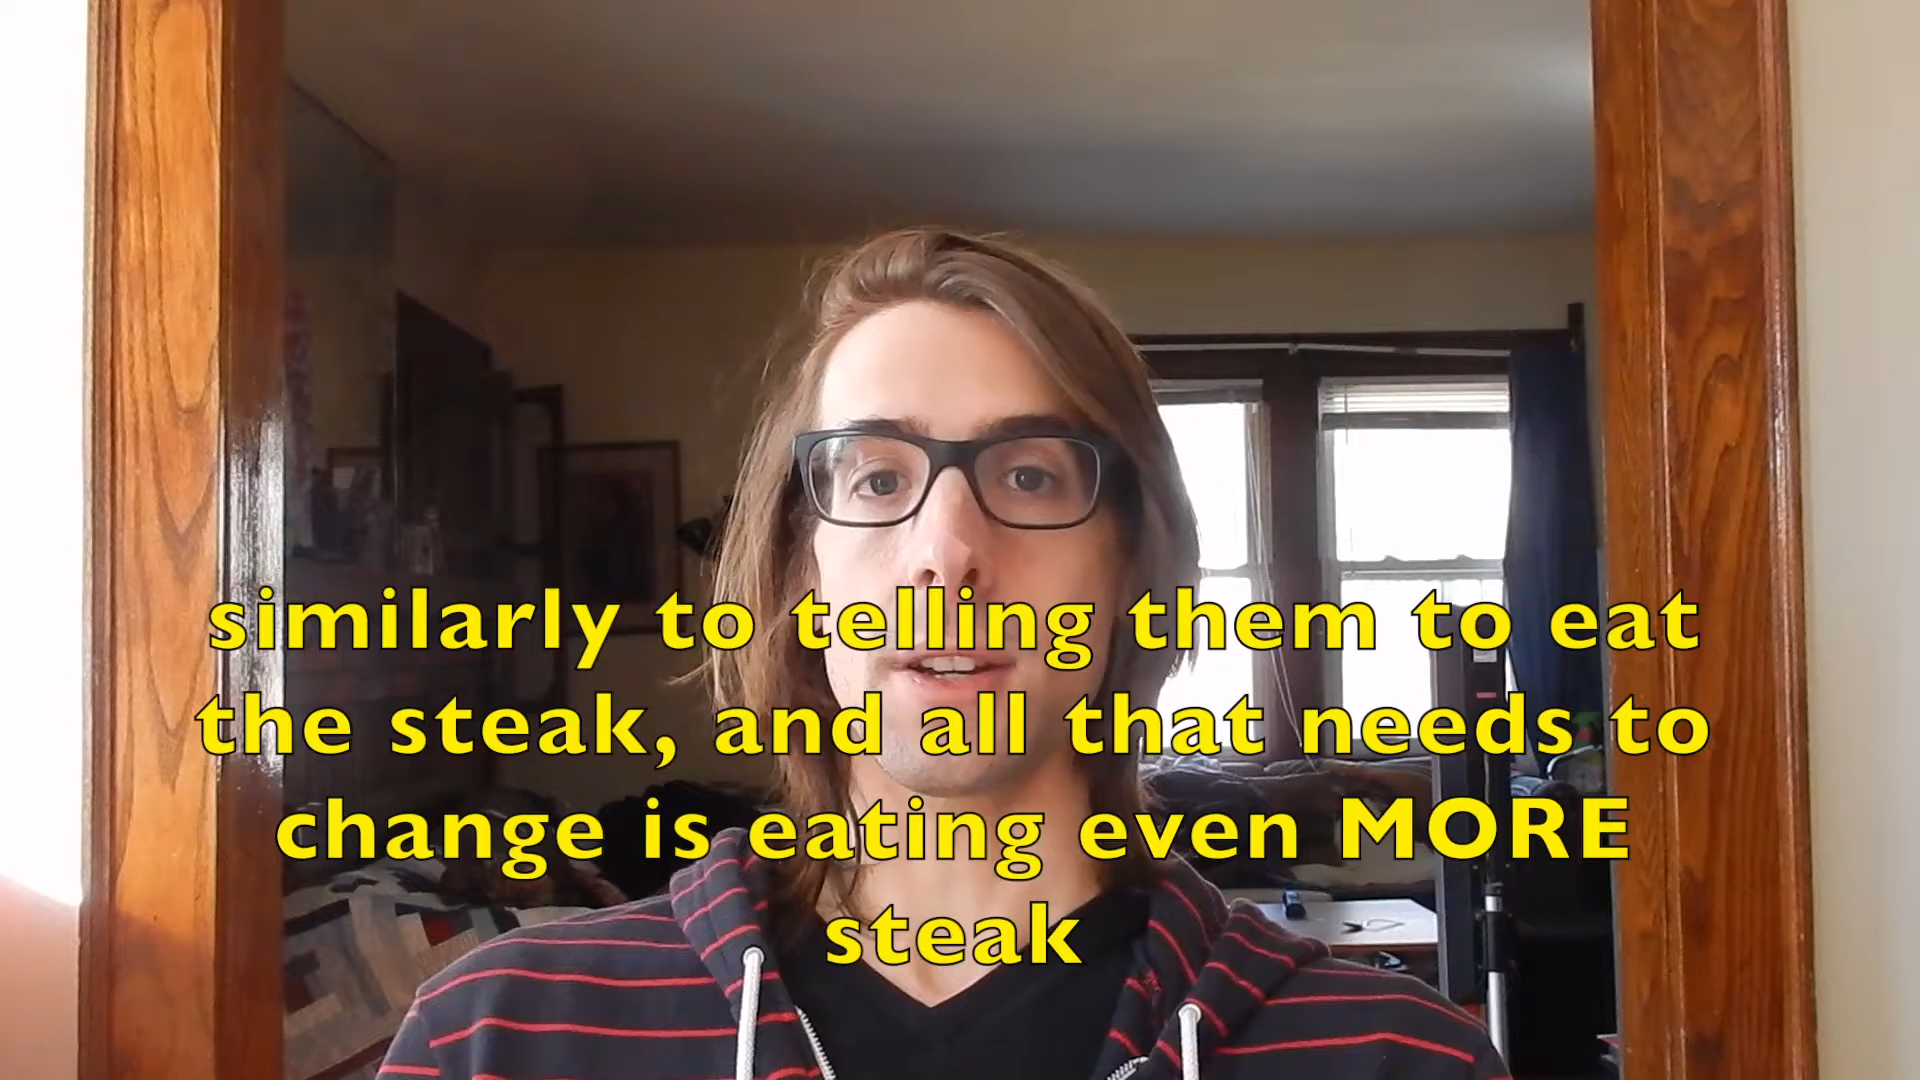 similarly to telling them to eat
the steak, and all that needs to
change is eating even MORE
steak